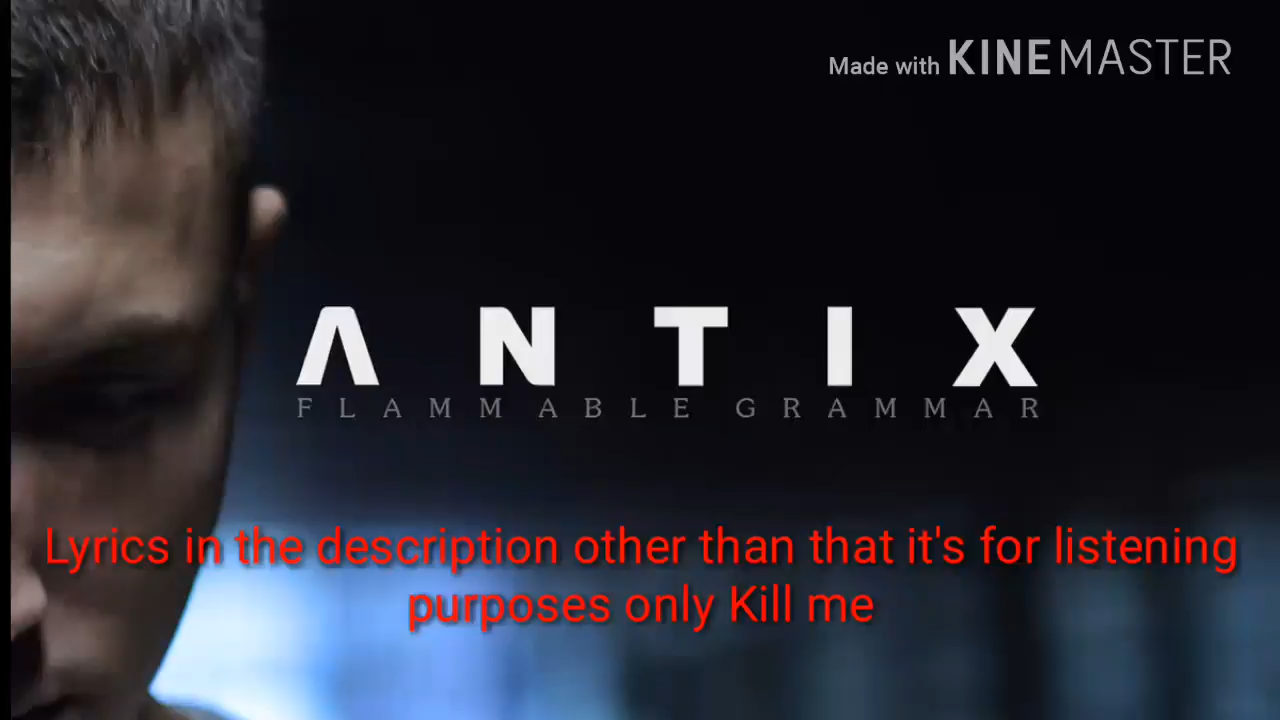 Made with KINEMASTER
ANTIX
FLAMMABLE GRAMMAR
Lyrics in the description other than that it's for listening
purposes only Kill me